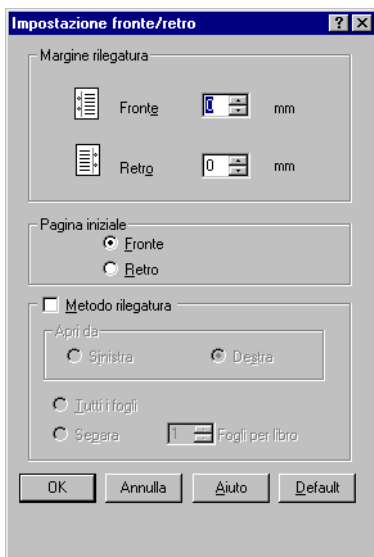 Impostazione fronte/retro
Margine rilegatura
Fronte 0 mm
Retro 0 mm
Pagina iniziale
Fronte
Retro
Metodo rilegatura
Apri da
Sinistra Destra
Tutti i fogli
Separa 1 Fogli per libro
OK Annulla Aiuto Default